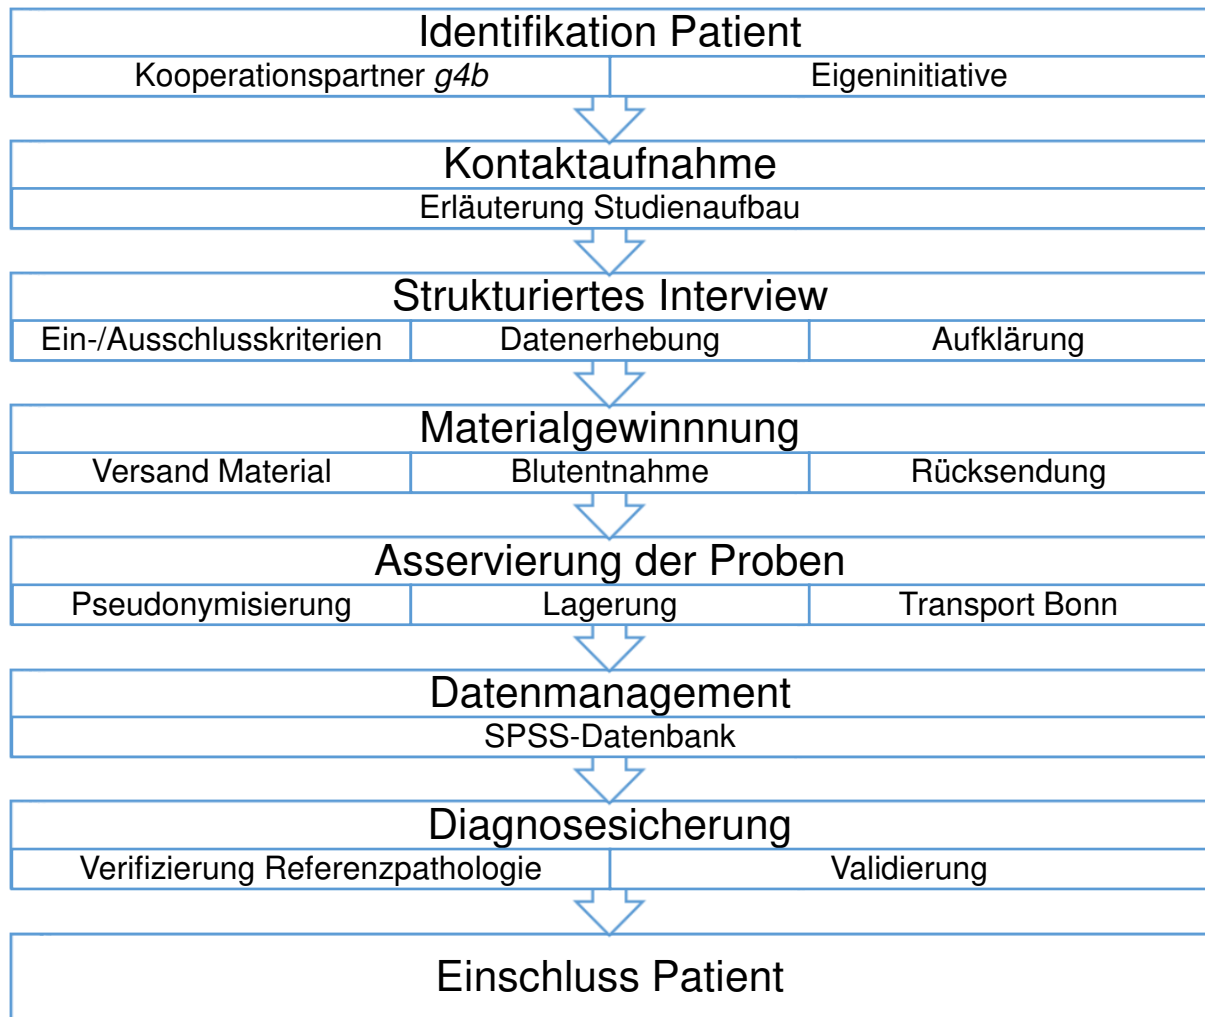 Identifikation Patient
Kooperationspartner g4b Eigeninitiative
Kontaktaufnahme
Erläuterung Studienaufbau
Strukturiertes Interview
Ein-/Ausschlusskriterien Datenerhebung Aufklärung
Materialgewinnnung
Versand Material Blutentnahme Rücksendung
Asservierung der Proben
Pseudonymisierung Lagerung Transport Bonn
Datenmanagement
SPSS-Datenbank
Diagnosesicherung
Verifizierung Referenzpathologie Validierung
Einschluss Patient